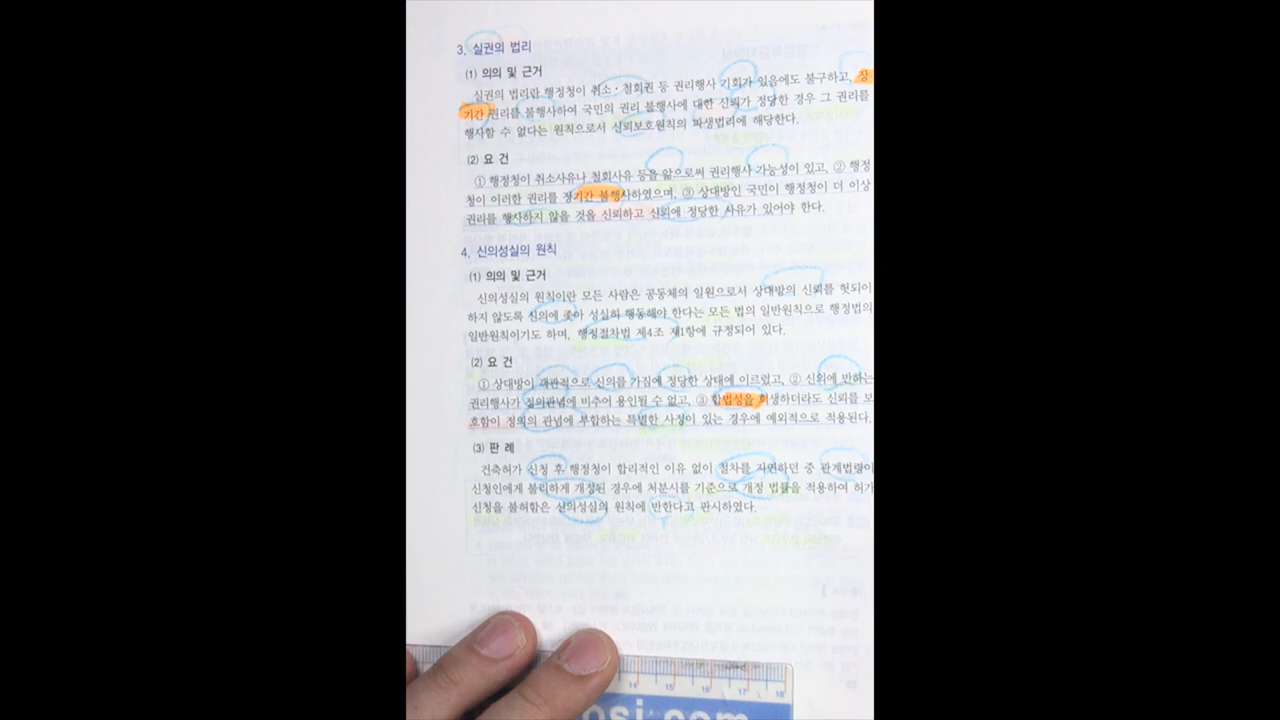 3. 실권의 법리
(1) 의의 및 근거
실권의 법리란 행정청이 취소·철회권 등 권리행사 기회가 있음에도 불구하고, 장
기간 권리를 불행사하여 국민의 권리 불행사에 대한 신뢰가 정당한 경우 그 권리를
행사할 수 없다는 원칙으로서 신뢰보호원칙의 파생법리에 해당한다.
(2) 요 건
① 행정청이 취소사유나 철회사유 등을 앎으로써 권리행사 가능성이 있고, ② 행정
청이 이러한 권리를 장기간 불행사하였으며, ③ 상대방인 국민이 행정청이 더 이상
권리를 행사하지 않을 것을 신뢰하고 신뢰에 정당한 사유가 있어야 한다.
4. 신의성실의 원칙
(1) 의의 및 근거
신의성실의 원칙이란 모든 사람은 공동체의 일원으로서 상대방의 신뢰를 헛되이
하지 않도록 신의에 좇아 성실히 행동해야 한다는 모든 법의 일반원칙으로 행정법의
일반원칙이기도 하며, 행정절차법 제4조 제1항에 규정되어 있다.
(2) 요 건
① 상대방이 객관적으로 신의를 가짐에 정당한 상태에 이르렀고, ② 신의에 반하는
권리행사가 정의관념에 비추어 용인될 수 없고, ③ 합법성을 희생하더라도 신뢰를 보
호함이 정의의 관념에 부합하는 특별한 사정이 있는 경우에 예외적으로 적용된다.
(3) 판 례
건축허가 신청 후 행정청이 합리적인 이유 없이 절차를 지연하던 중 관계법령이
신청인에게 불리하게 개정된 경우에 처분시를 기준으로 개정 법률을 적용하여 허가
신청을 불허함은 신의성실의 원칙에 반한다고 판시하였다.
14 15 16 17 18
psi.com